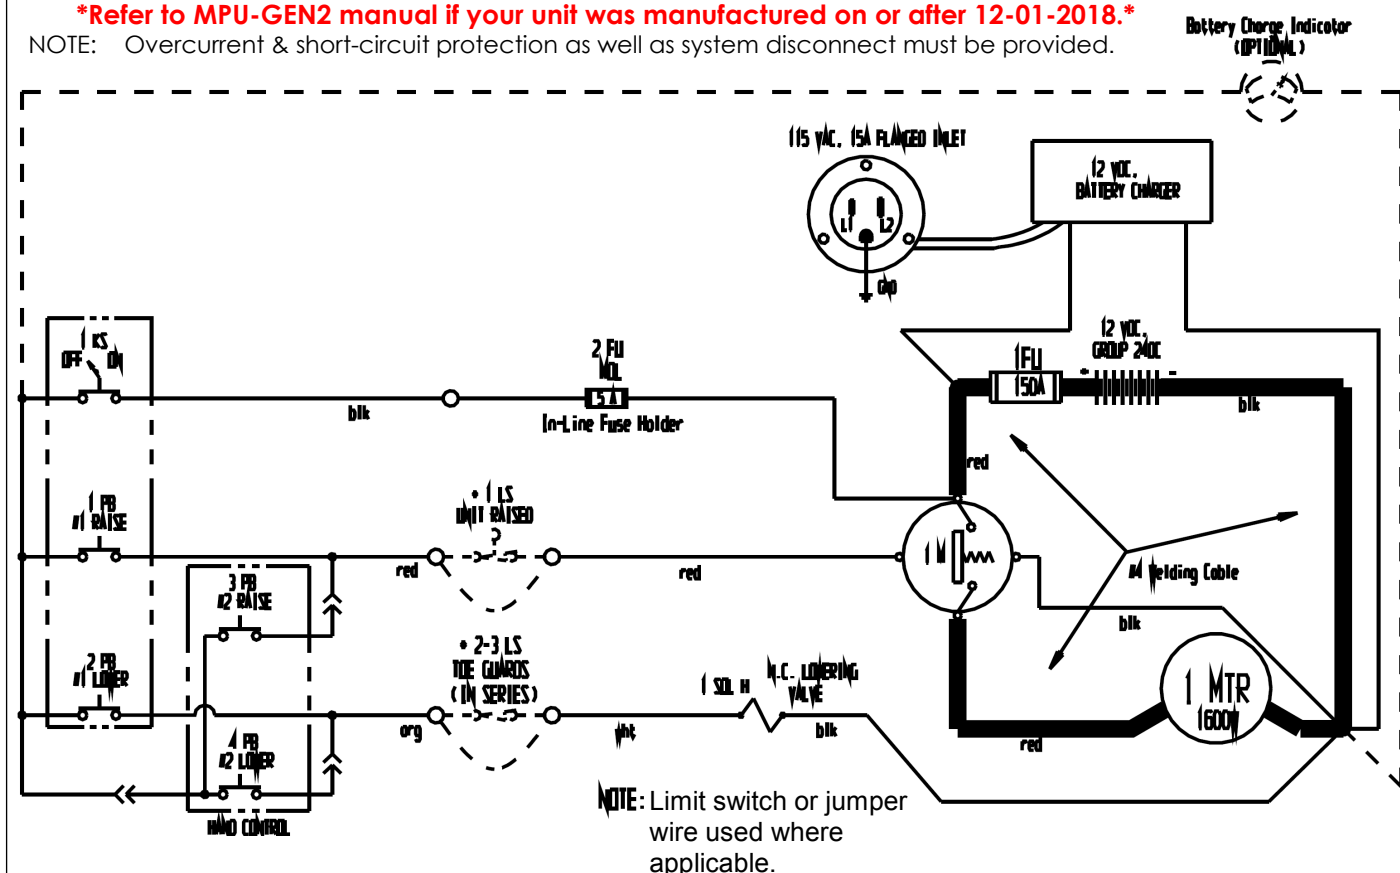 *Refer to MPU-GEN2 manual if your unit was manufactured on or after 12-01-2018.*
NOTE: Overcurrent & short-circuit protection as well as system disconnect must be provided.
Battery Charge Indicator
(OPTIONAL)
115 VAC, 15A FLANGED INLET
L1 L2
GND
12 VDC.
BATTERY CHARGER
1 KS
OFF ON
blk
2 FU
MDL
5 A
In-Line Fuse Holder
1FU
150A
12 VDC.
GROUP 24DC
+ -
blk
red
1 PB
#1 RAISE
red
* 1 LS
UNIT RAISED
red
1 M
#4 Welding Cable
blk
3 PB
#2 RAISE
2 PB
#1 LOWER
org
* 2-3 LS
TOE GUARDS
(IN SERIES)
wht
1 SOL H
N.C. LOWERING
VALVE
blk
red
1 MTR
1600W
4 PB
#2 LOWER
HAND CONTROL
NOTE: Limit switch or jumper
wire used where
applicable.